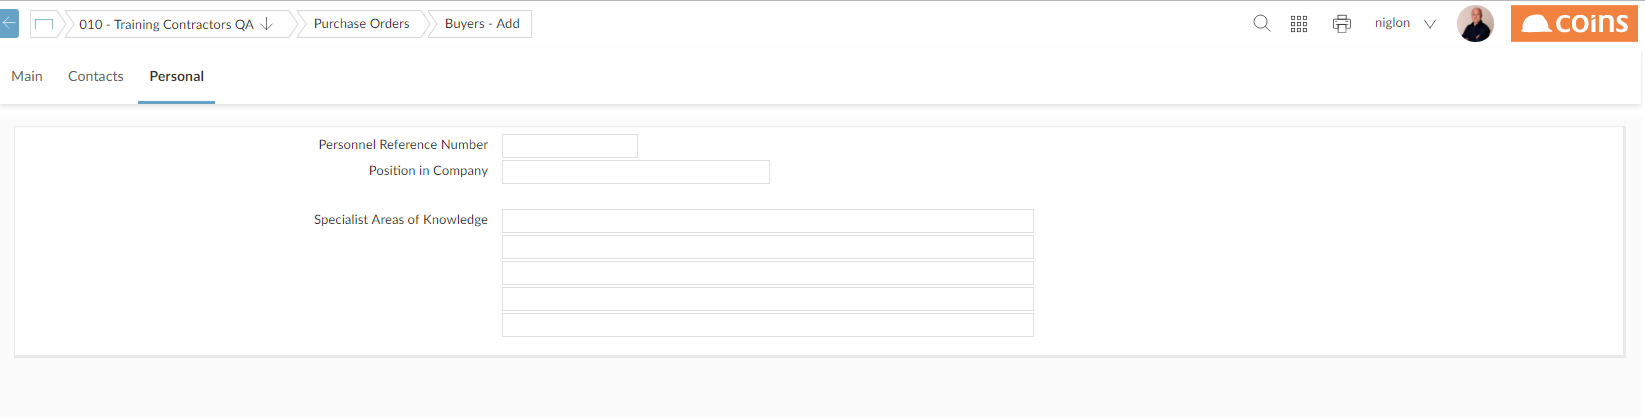 010 - Training Contractors QA Purchase Orders Buyers - Add niglon coins
Main Contacts Personal
Personnel Reference Number
Position in Company
Specialist Areas of Knowledge